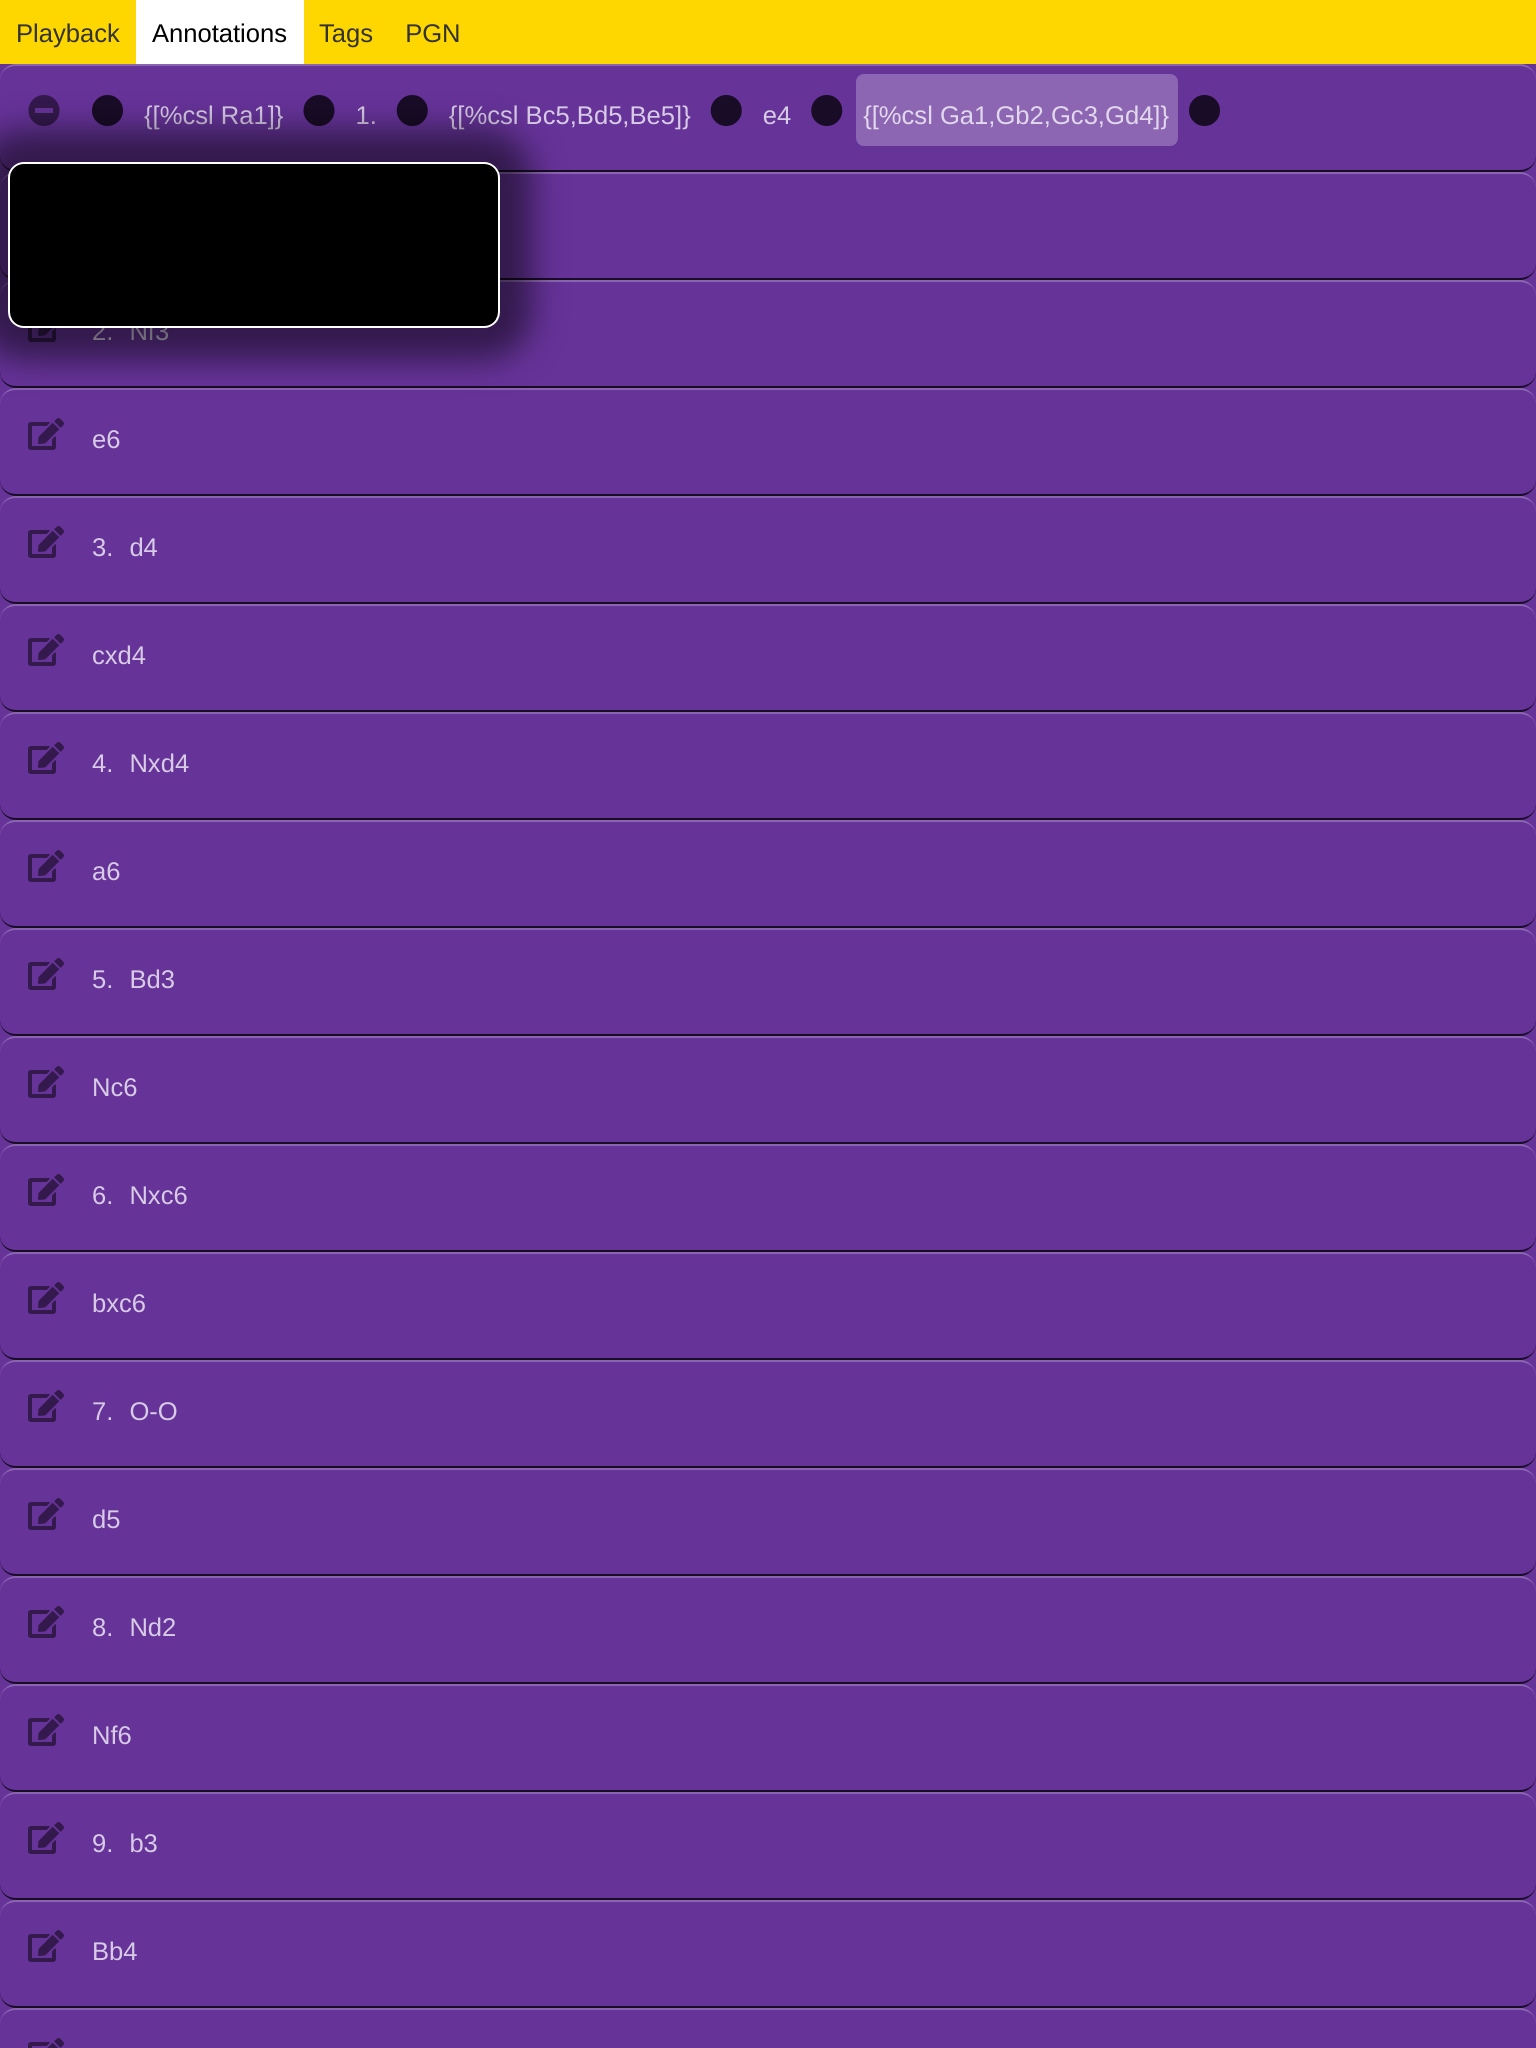 Playback Annotations Tags PGN
{[%csl Ra1]} 1. {[%csl Bc5,Bd5,Be5]} e4 {[%csl Ga1,Gb2,Gc3,Gd4]}
2. Nf3
e6
3. d4
cxd4
4. Nxd4
a6
5. Bd3
Nc6
6. Nxc6
bxc6
7. O-O
d5
8. Nd2
Nf6
9. b3
Bb4